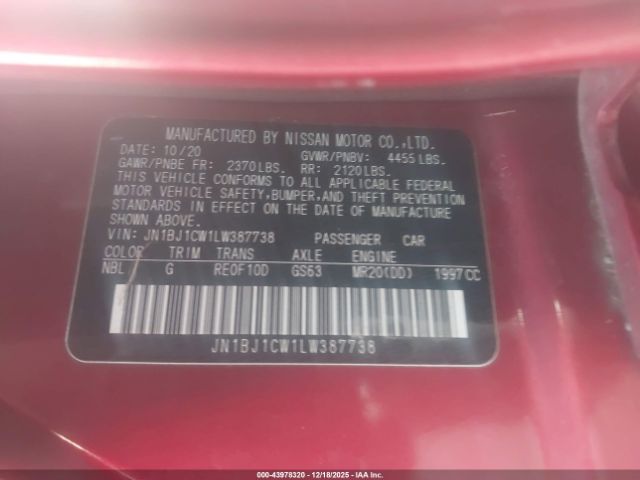 MANUFACTURED BY NISSAN MOTOR CO.,LTD.
DATE: 10/20 GVWR/PNBV: 4455LBS.
GAWR/PNBE FR: 2370LBS. RR: 2120LBS.
THIS VEHICLE CONFORMS TO ALL APPLICABLE FEDERAL
MOTOR VEHICLE SAFETY,BUMPER,AND THEFT PREVENTION
STANDARDS IN EFFECT ON THE DATE OF MANUFACTURE
SHOWN ABOVE.
VIN: JN1BJ1CW1LW387738 PASSENGER CAR
COLOR TRIM TRANS AXLE ENGINE
NBL G RE0F10D GS63 MR20(DD) 1997CC
JN1BJ1CW1LW387738
000-43978320 - 12/18/2025 - IAA Inc.